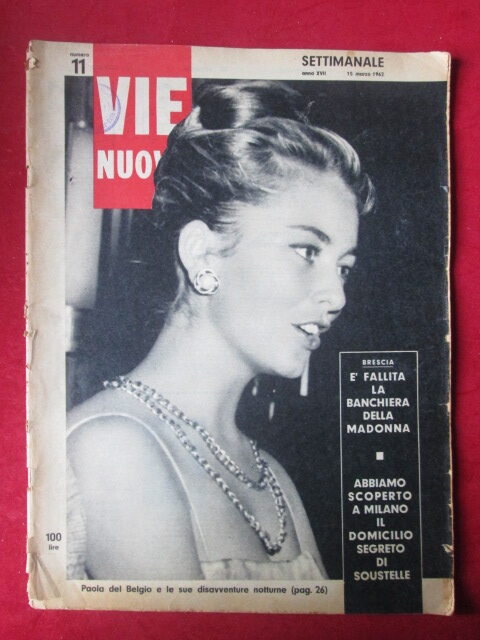 numero
11
SETTIMANALE
anno XVII 15 marzo 1962
VIE
NUOV
BRESCIA
E' FALLITA
LA
BANCHIERA
DELLA
MADONNA
ABBIAMO
SCOPERTO
A MILANO
IL
DOMICILIO
SEGRETO
DI
SOUSTELLE
100
lire
Paola del Belgio e le sue disavventure notturne (pag. 26)